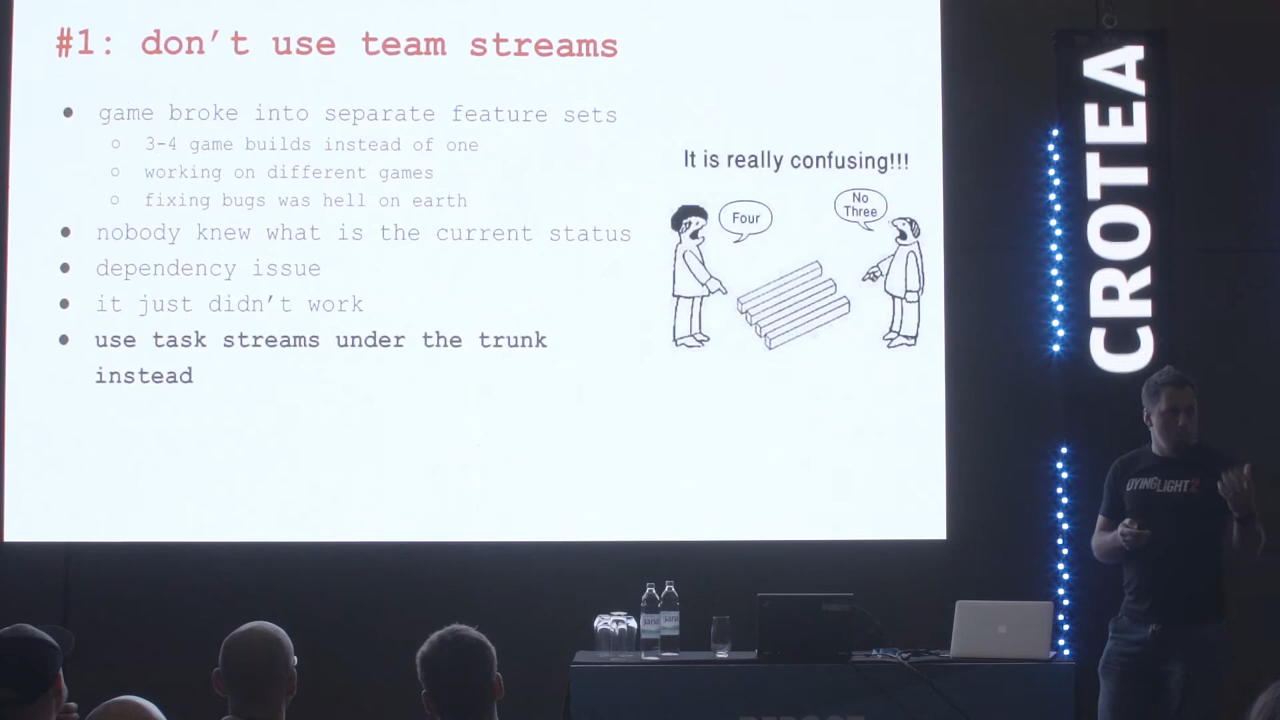 #1: don't use team streams
game broke into separate feature sets
3-4 game builds instead of one
working on different games
fixing bugs was hell on earth
nobody knew what is the current status
dependency issue
it just didn't work
use task streams under the trunk
instead
It is really confusing!!!
Four
No
Three
CROTEA
DYING LIGHT 2
jana
jana